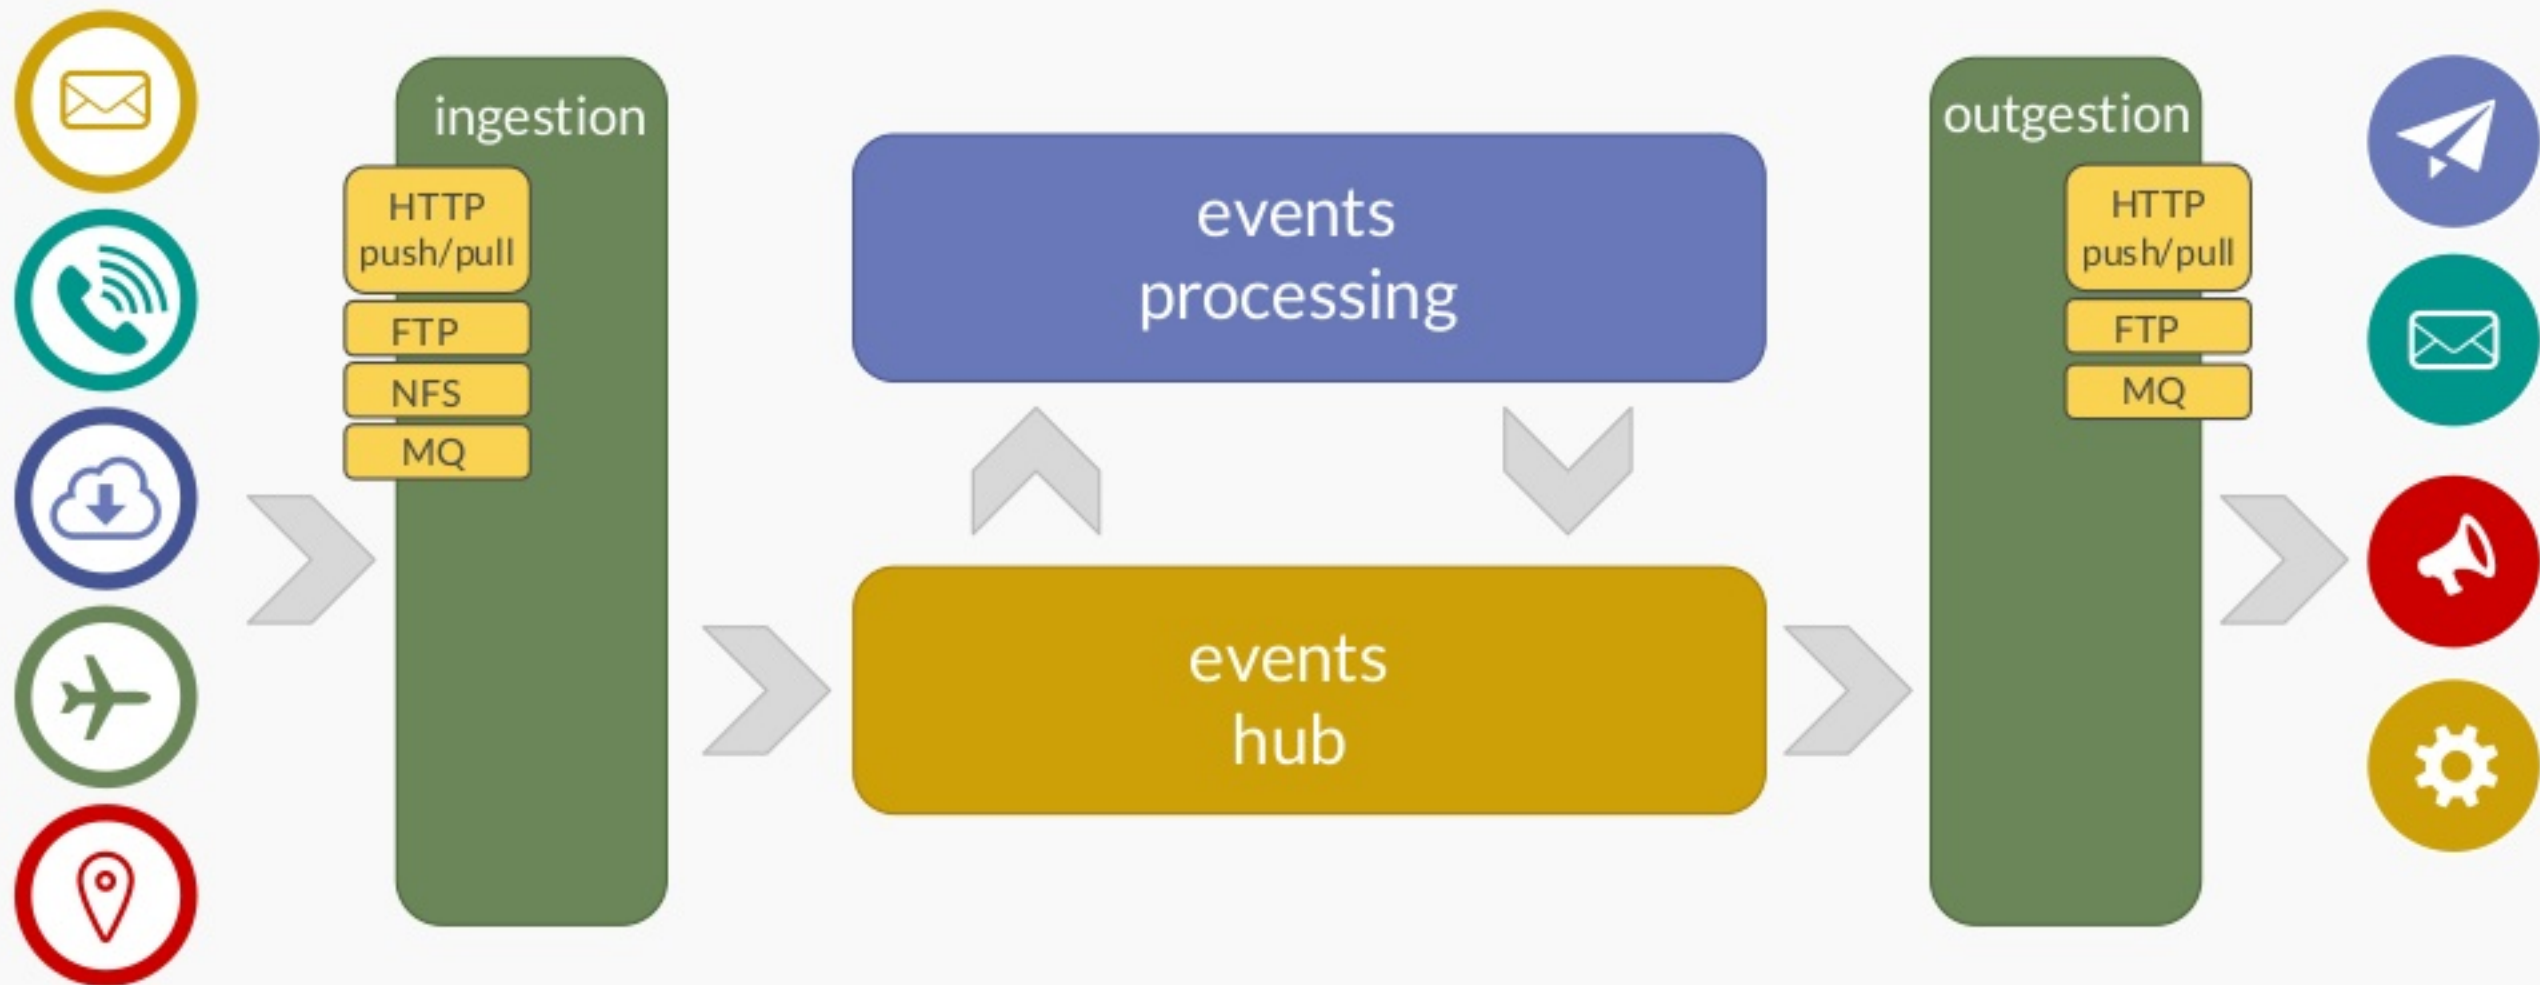 ingestion
HTTP
push/pull
FTP
NFS
MQ
events
processing
events
hub
outgestion
HTTP
push/pull
FTP
MQ